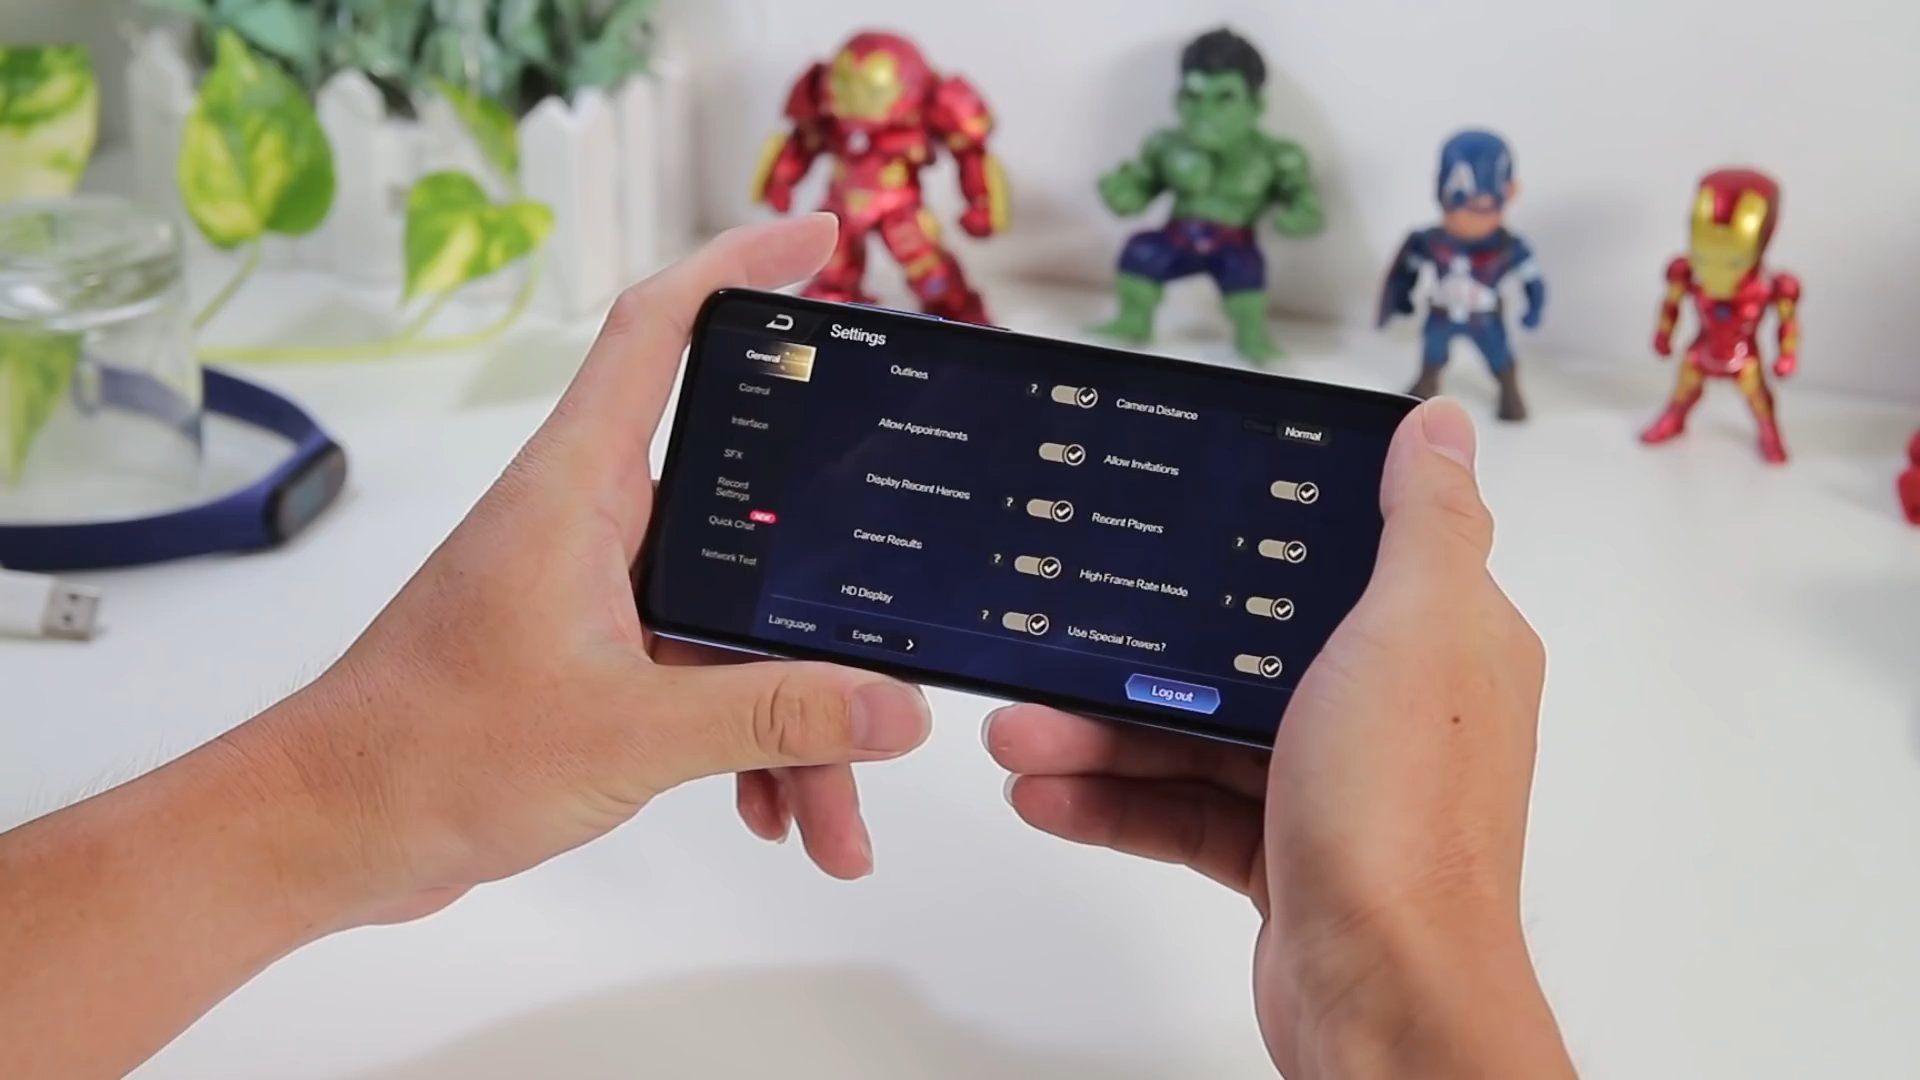 Settings
General
Control
Interface
SFX
Record
Settings
Quick Chat
NEW
Network Test
Outlines
?
Camera Distance
Normal
Allow Appointments
Allow Invitations
Display Recent Heroes
?
Recent Players
?
Career Results
?
High Frame Rate Mode
?
HD Display
?
Use Special Towers?
Language
English
Log out
A